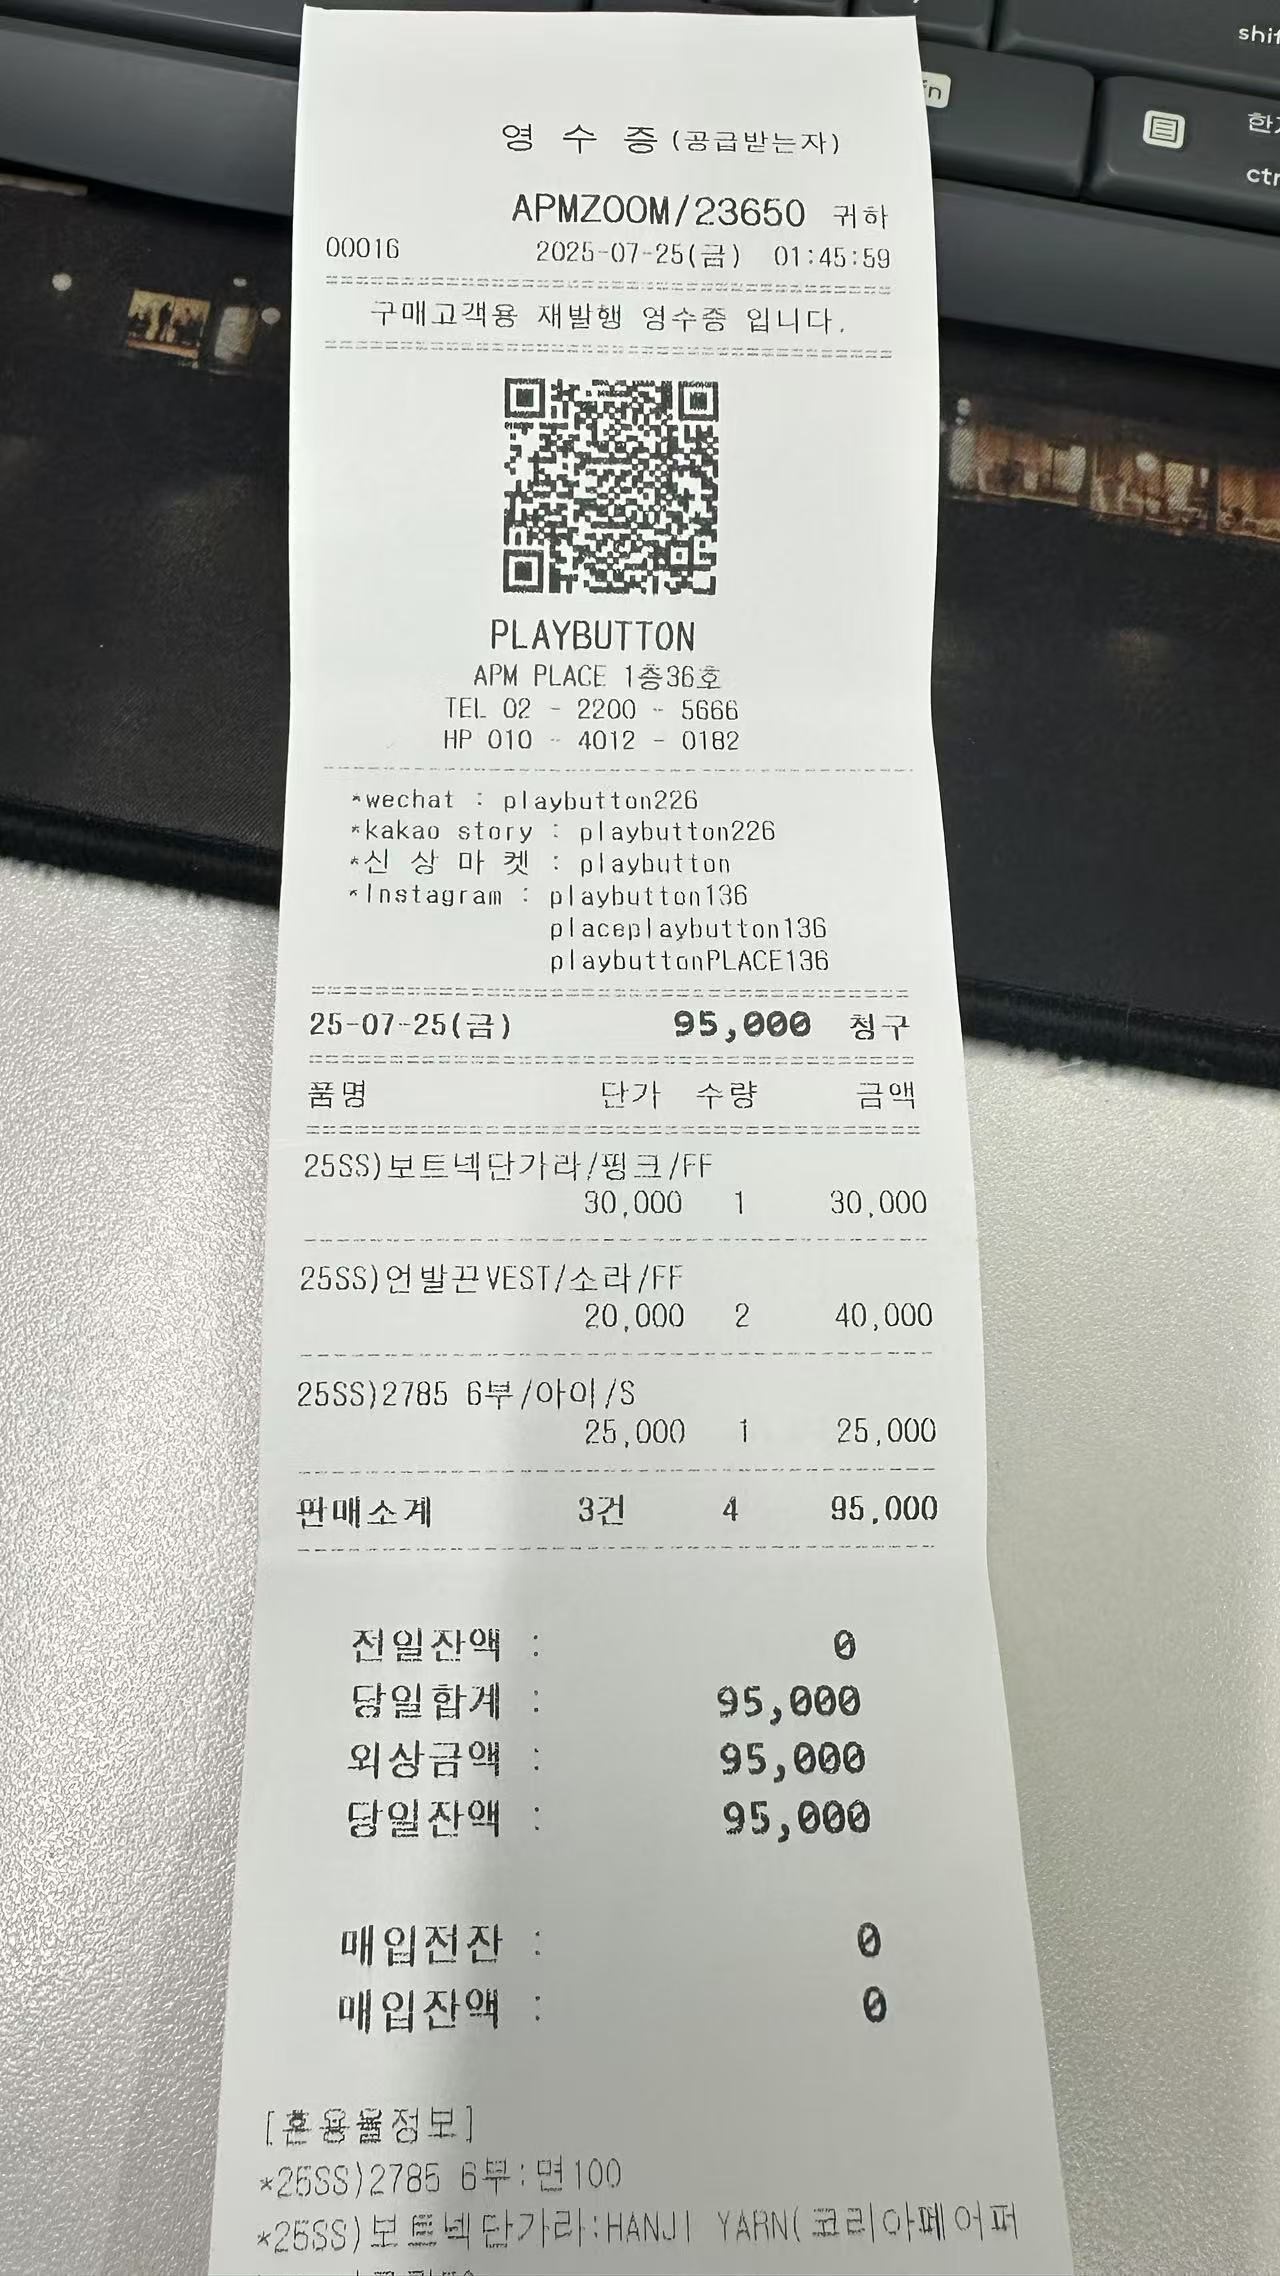 영 수 증 (공급받는자)
APMZOOM/23650 귀하
00016 2025-07-25(금) 01:45:59
구매고객용 재발행 영수증 입니다.
PLAYBUTTON
APM PLACE 1층36호
TEL 02 - 2200 - 5666
HP 010 - 4012 - 0182
*wechat : playbutton226
*kakao story : playbutton226
*신 상 마 켓 : playbutton
*Instagram : playbutton136
placeplaybutton136
playbuttonPLACE136
25-07-25(금) 95,000 청구
품명 단가 수량 금액
25SS)보트넥단가라/핑크/FF
30,000 1 30,000
25SS)언발끈VEST/소라/FF
20,000 2 40,000
25SS)2785 6부/아이/S
25,000 1 25,000
판매소계 3건 4 95,000
전일잔액 : 0
당일합계 : 95,000
외상금액 : 95,000
당일잔액 : 95,000
매입전잔 : 0
매입잔액 : 0
[혼용율정보]
*25SS)2785 6부:면100
*25SS)보트넥단가라:HANJI YARN(코리아페어퍼
shif
fn
ctr